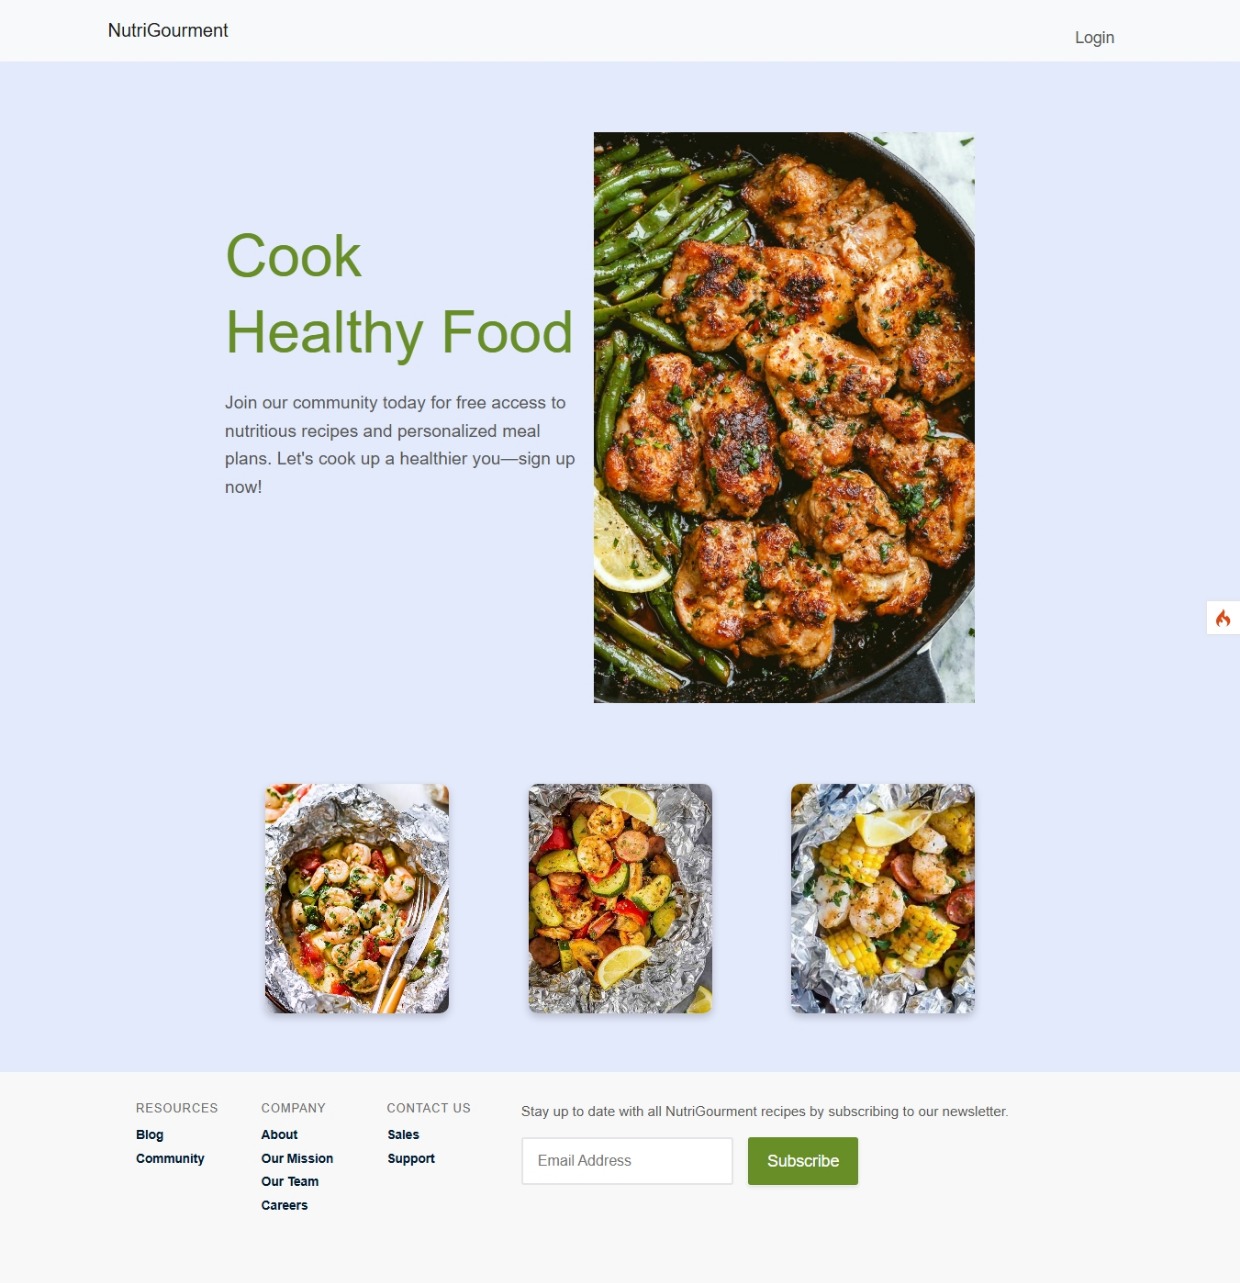 NutriGourment
Login
Cook
Healthy Food
Join our community today for free access to
nutritious recipes and personalized meal
plans. Let's cook up a healthier you—sign up
now!
RESOURCES
Blog
Community
COMPANY
About
Our Mission
Our Team
Careers
CONTACT US
Sales
Support
Stay up to date with all NutriGourment recipes by subscribing to our newsletter.
Email Address
Subscribe